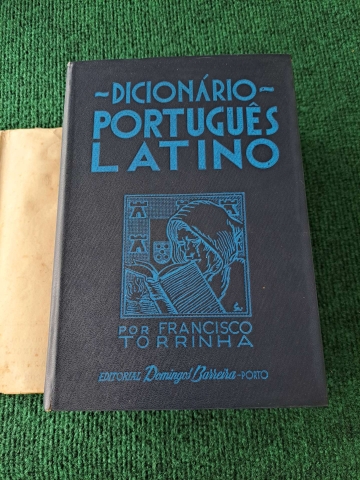 ~DICIONÁRIO~
PORTUGUÊS
LATINO
POR FRANCISCO
TORRINHA
EDITORIAL Domingos Barreira-PORTO